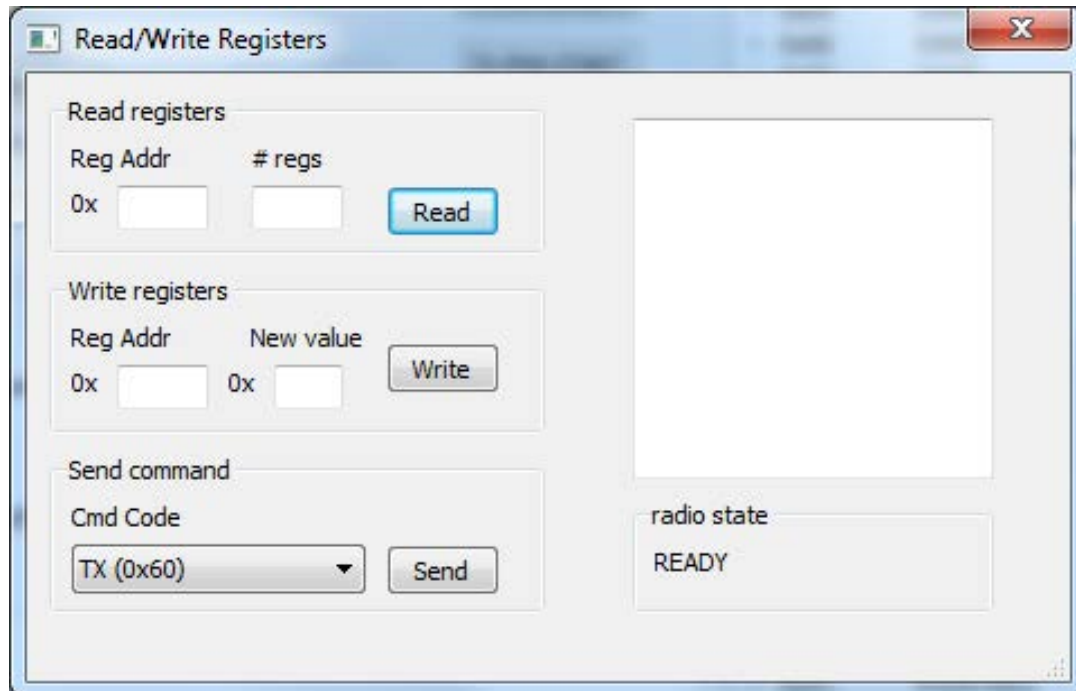 Read/Write Registers
Read registers
Reg Addr # regs
0x Read
Write registers
Reg Addr New value
0x 0x Write
Send command
Cmd Code
TX (0x60) Send
radio state
READY